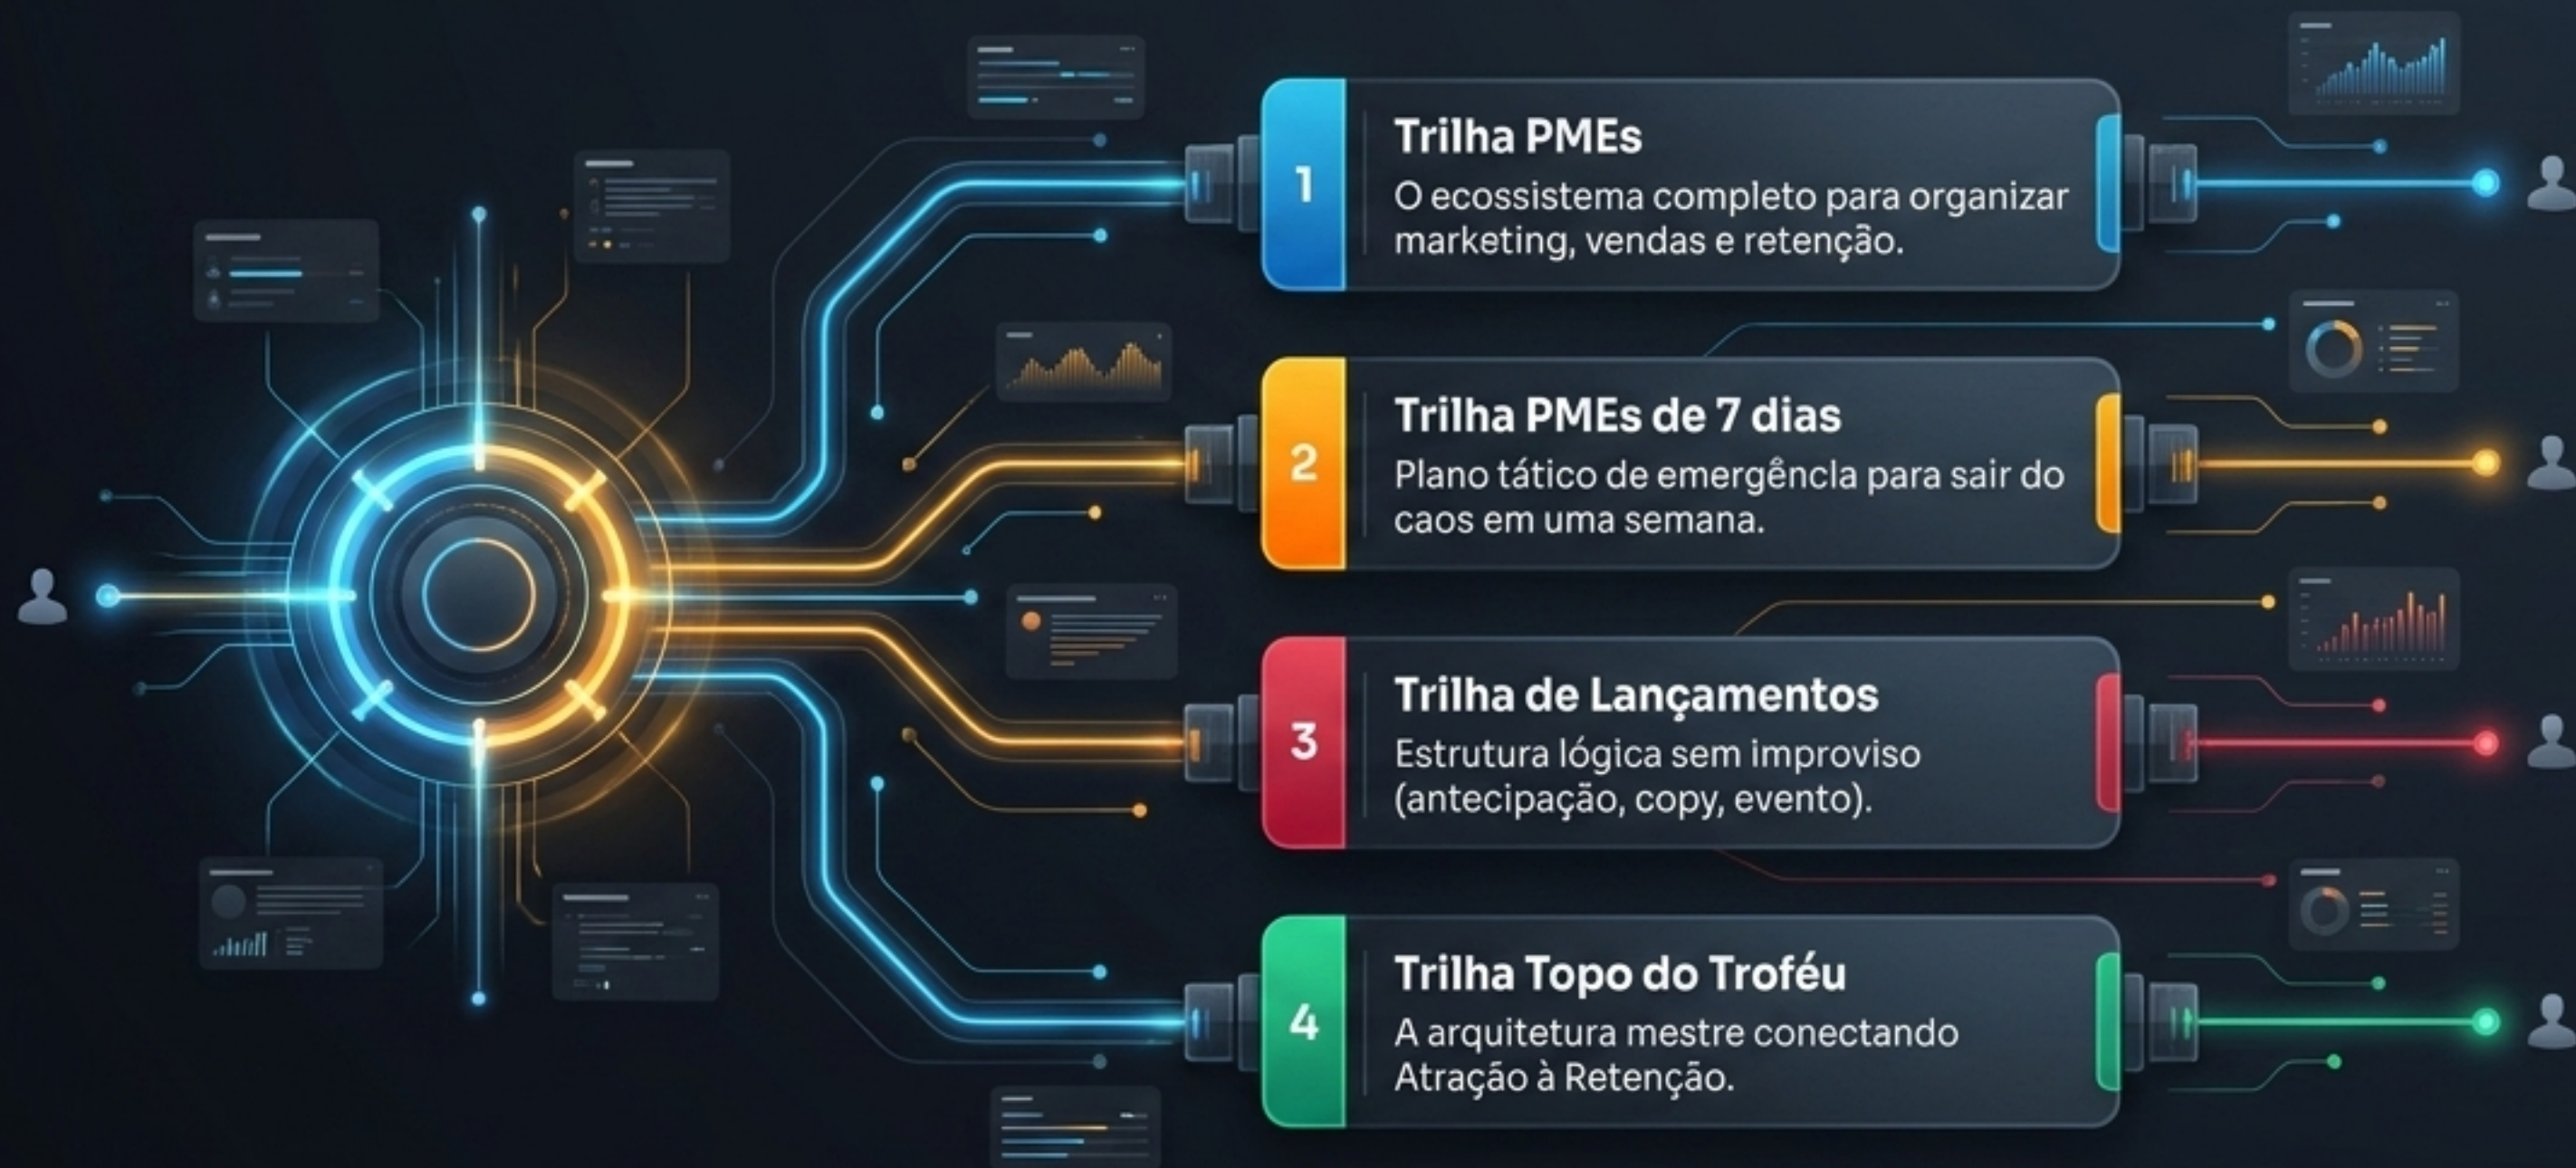 1
Trilha PMEs
O ecossistema completo para organizar
marketing, vendas e retenção.
2
Trilha PMEs de 7 dias
Plano tático de emergêncla para sair do
caos em uma semana.
3
Trilha de Lançamentos
Estrutura lógica sem improviso
(antecipação, copy, evento).
4
Trilha Topo do Troféu
A arquitetura mestre conectando
Atração à Retenção.